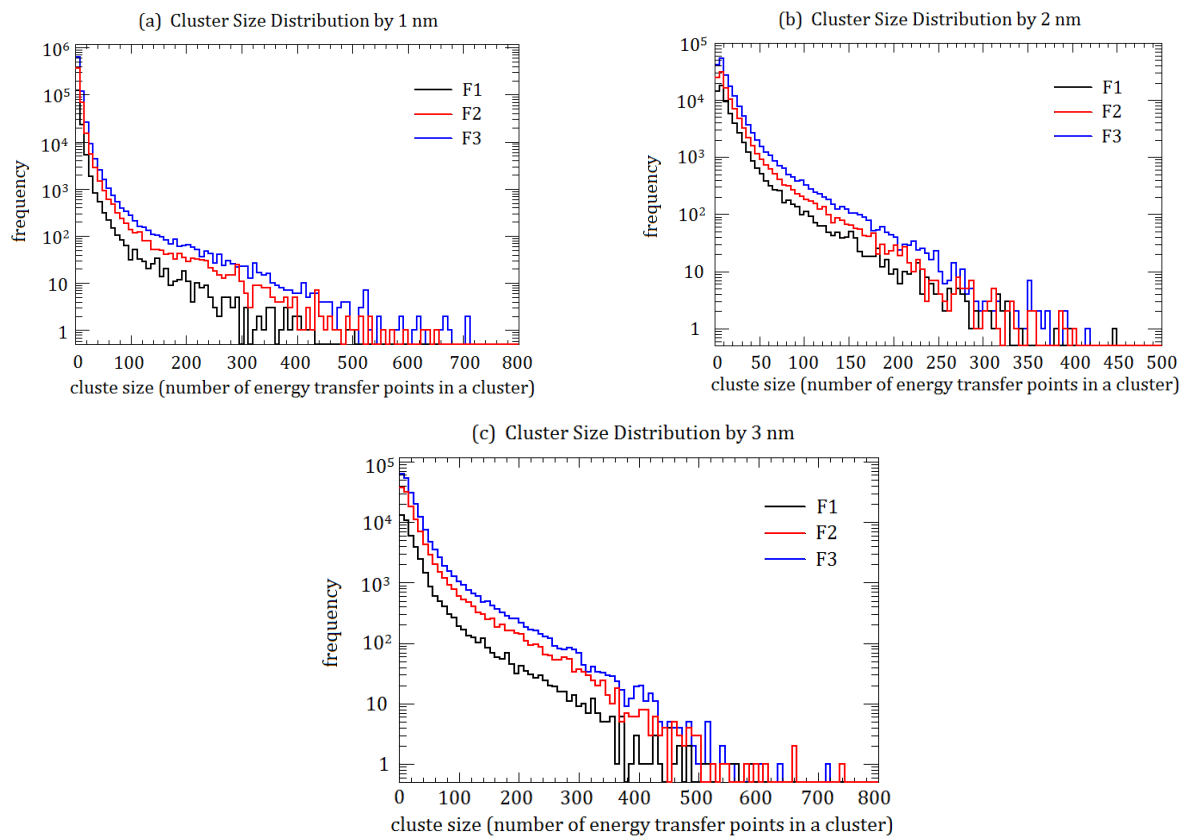 (a) Cluster Size Distribution by 1 nm
10⁶
10⁵
10⁴
10³
10²
10
1
frequency
F1
F2
F3
0 100 200 300 400 500 600 700 800
cluste size (number of energy transfer points in a cluster)
(b) Cluster Size Distribution by 2 nm
10⁵
10⁴
10³
10²
10
1
frequency
F1
F2
F3
0 50 100 150 200 250 300 350 400 450 500
cluste size (number of energy transfer points in a cluster)
(c) Cluster Size Distribution by 3 nm
10⁵
10⁴
10³
10²
10
1
frequency
F1
F2
F3
0 100 200 300 400 500 600 700 800
cluste size (number of energy transfer points in a cluster)